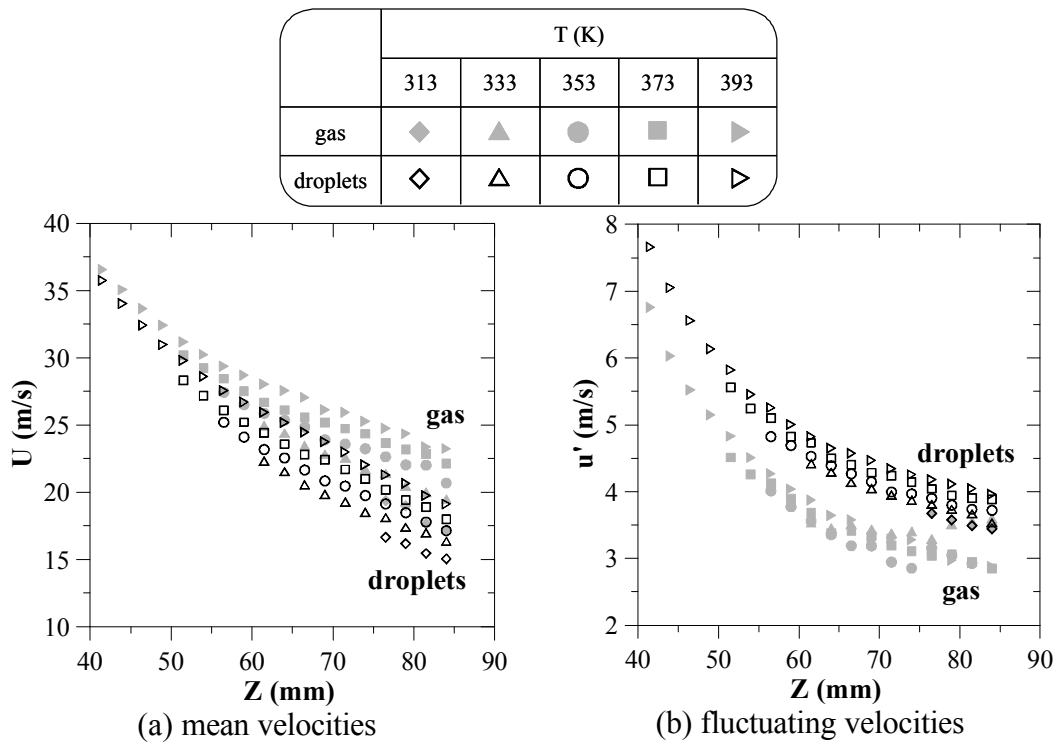 T (K)
313 333 353 373 393
gas
droplets
40
35
30
25
20
15
10
U (m/s)
gas
droplets
40 50 60 70 80 90
Z (mm)
(a) mean velocities
8
7
6
5
4
3
2
u' (m/s)
droplets
gas
40 50 60 70 80 90
Z (mm)
(b) fluctuating velocities